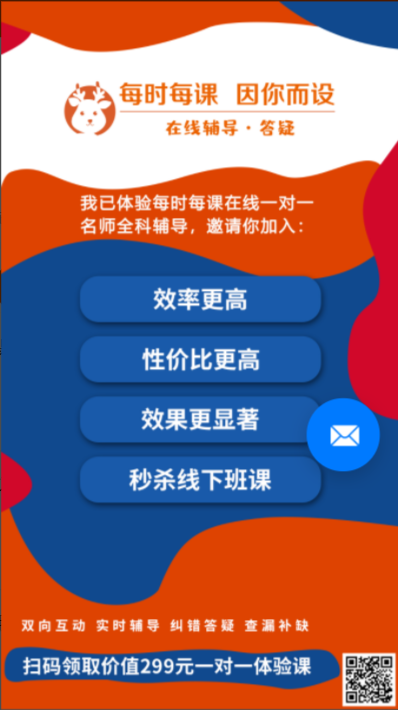 每时每课 因你而设
在线辅导·答疑
我已体验每时每课在线一对一
名师全科辅导，邀请你加入：
效率更高
性价比更高
效果更显著
秒杀线下班课
双向互动 实时辅导 纠错答疑 查漏补缺
扫码领取价值299元一对一体验课